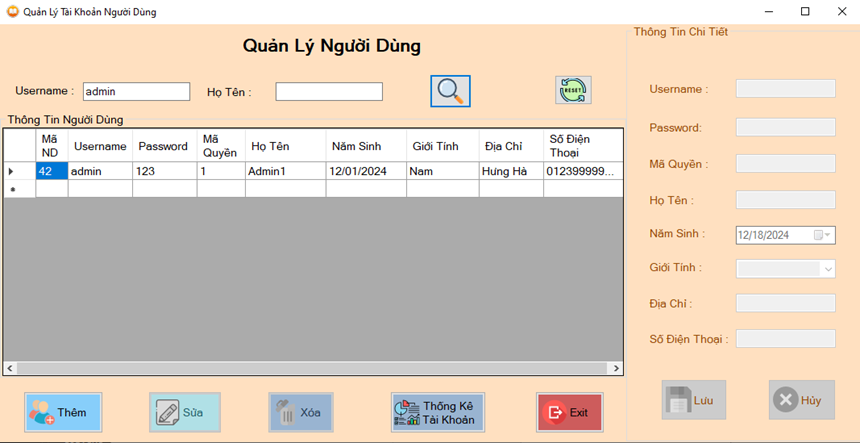 Quản Lý Tài Khoản Người Dùng
Quản Lý Người Dùng
Username : admin Họ Tên : RESET
Thông Tin Người Dùng
Mã ND Username Password Mã Quyền Họ Tên Năm Sinh Giới Tính Địa Chỉ Số Điện Thoại
42 admin 123 1 Admin1 12/01/2024 Nam Hưng Hà 012399999...
Thêm Sửa Xóa Thống Kê Tài Khoản Exit
Thông Tin Chi Tiết
Username :
Password:
Mã Quyền :
Họ Tên :
Năm Sinh : 12/18/2024
Giới Tính :
Địa Chỉ :
Số Điện Thoại :
Lưu Hủy